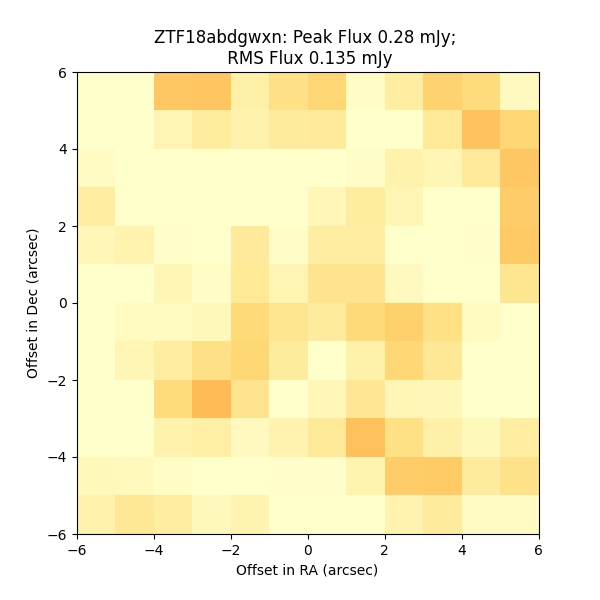 ZTF18abdgwxn: Peak Flux 0.28 mJy;
RMS Flux 0.135 mJy
6
4
2
0
−2
−4
−6
Offset in Dec (arcsec)
−6 −4 −2 0 2 4 6
Offset in RA (arcsec)